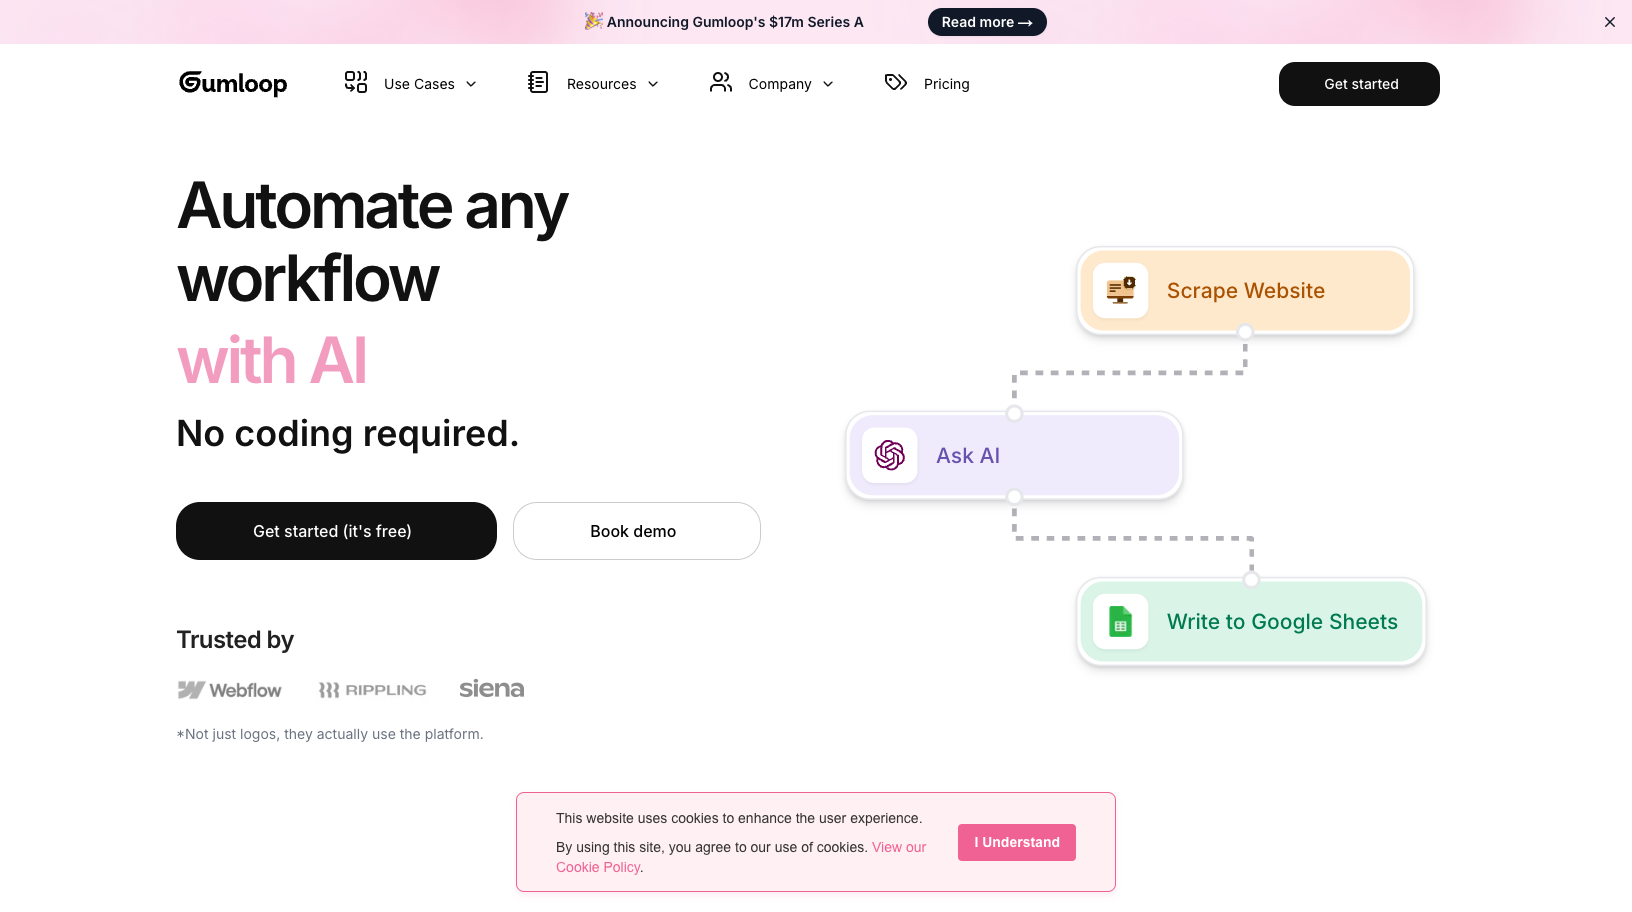 🎉 Announcing Gumloop's $17m Series A
Read more →
Gumloop
Use Cases
Resources
Company
Pricing
Get started
Automate any
workflow
with AI
No coding required.
Get started (it's free)
Book demo
Scrape Website
Ask AI
Write to Google Sheets
Trusted by
Webflow
RIPPLING
siena
*Not just logos, they actually use the platform.
This website uses cookies to enhance the user experience.
By using this site, you agree to our use of cookies. View our
Cookie Policy.
I Understand